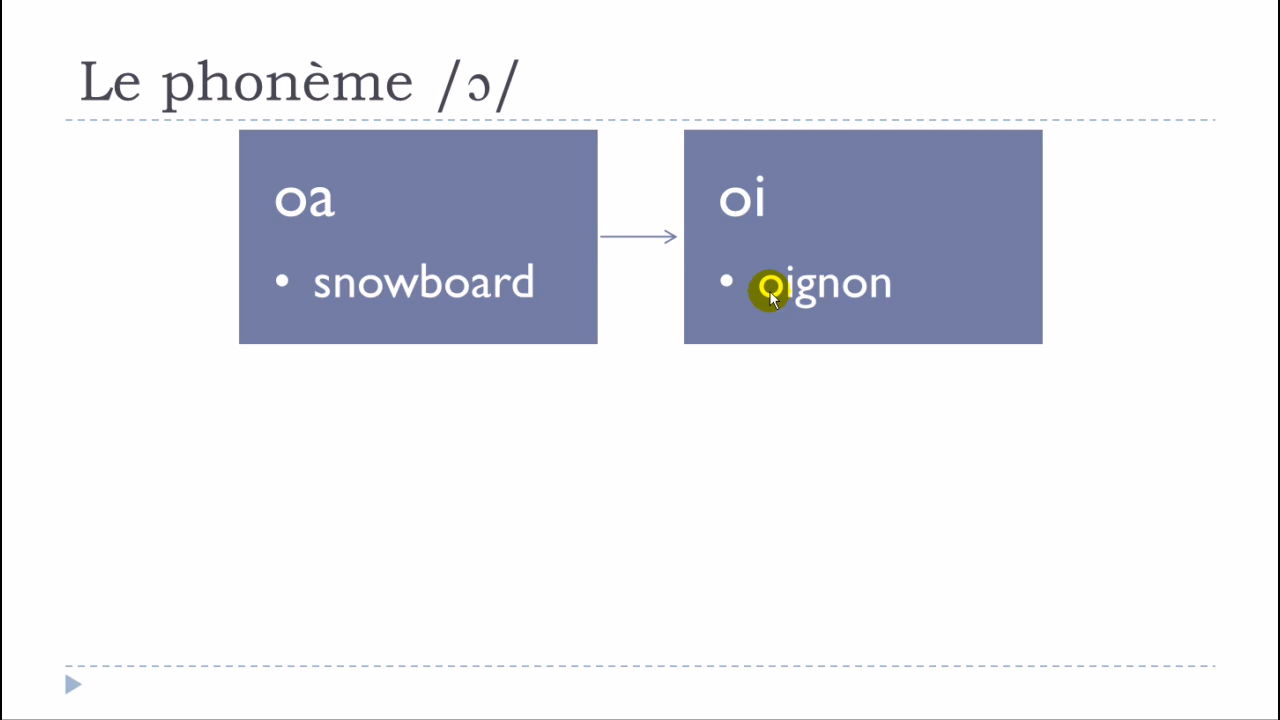 Le phonème /ɔ/
oa
• snowboard
oi
• oignon